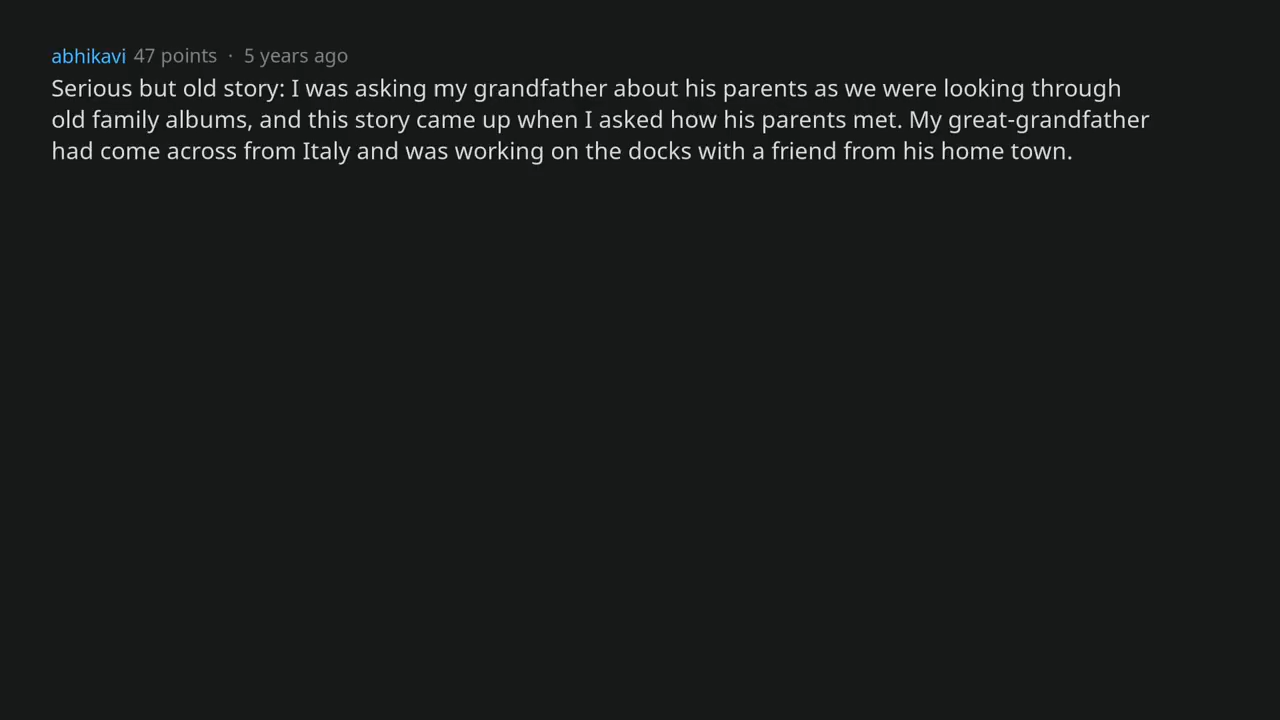 abhikavi 47 points · 5 years ago
Serious but old story: I was asking my grandfather about his parents as we were looking through
old family albums, and this story came up when I asked how his parents met. My great-grandfather
had come across from Italy and was working on the docks with a friend from his home town.